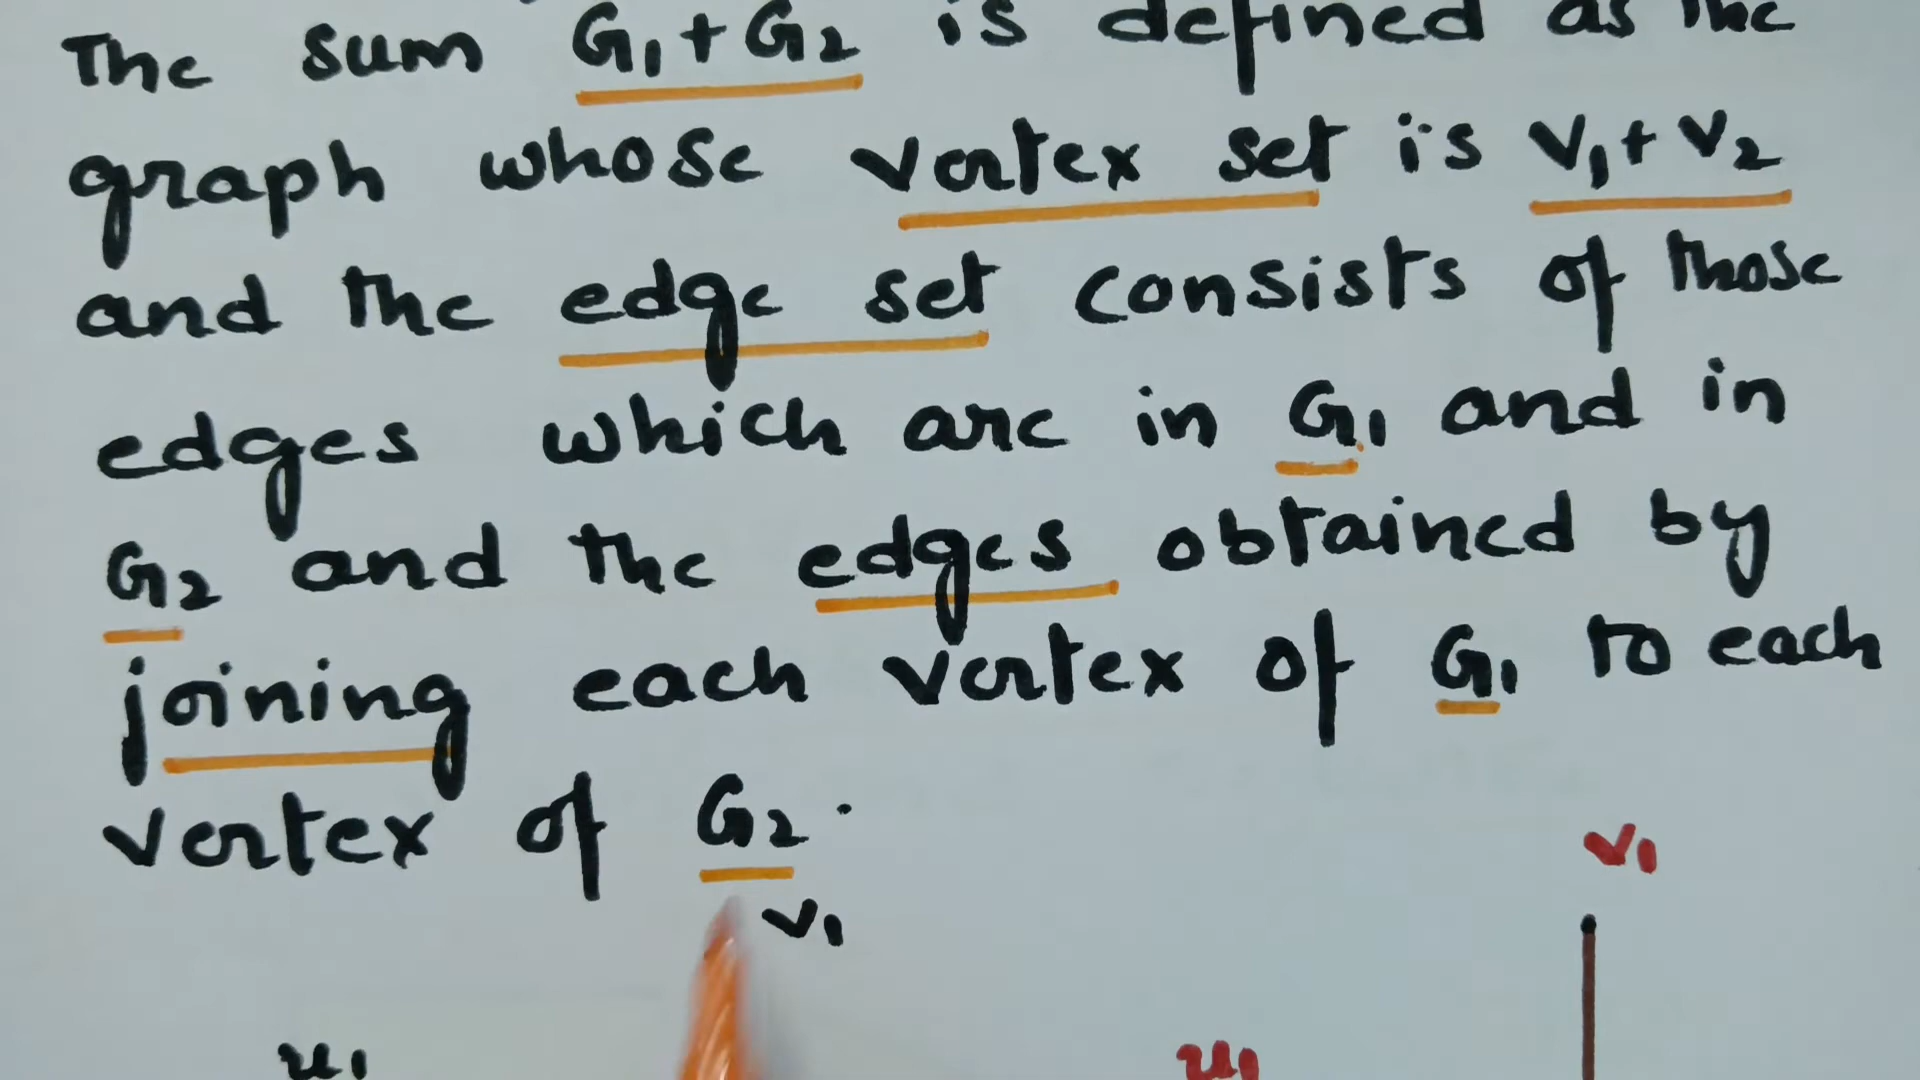 The sum G1+G2 is defined as the
graph whose vertex set is V1+V2
and the edge set consists of those
edges which are in G1 and in
G2 and the edges obtained by
joining each vertex of G1 to each
vertex of G2.
v1
v1
u1
u1